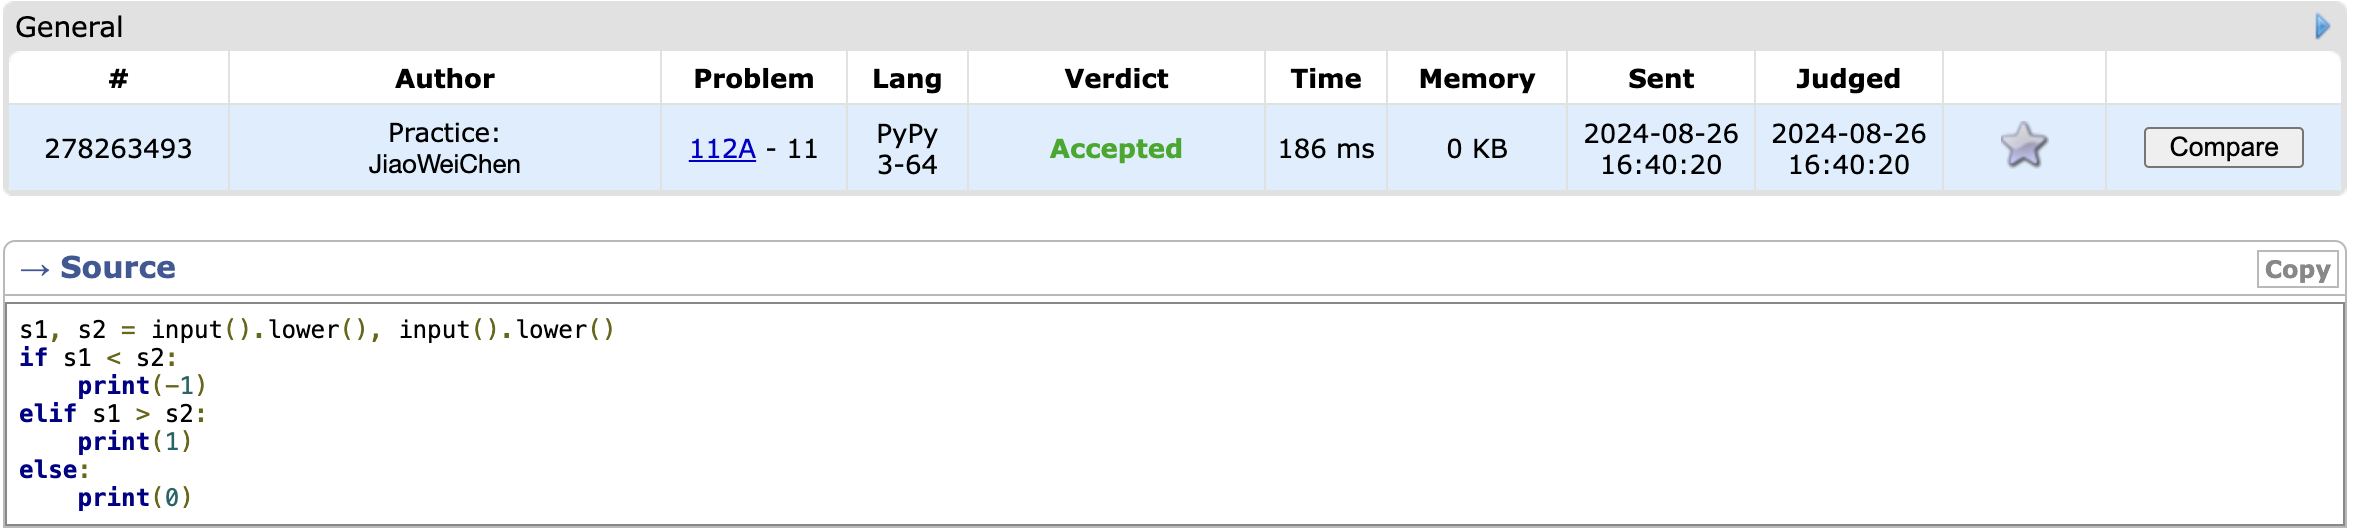 General
# Author Problem Lang Verdict Time Memory Sent Judged
278263493 Practice: JiaoWeiChen 112A - 11 PyPy 3-64 Accepted 186 ms 0 KB 2024-08-26 16:40:20 2024-08-26 16:40:20 Compare
→ Source Copy
s1, s2 = input().lower(), input().lower()
if s1 < s2:
    print(-1)
elif s1 > s2:
    print(1)
else:
    print(0)